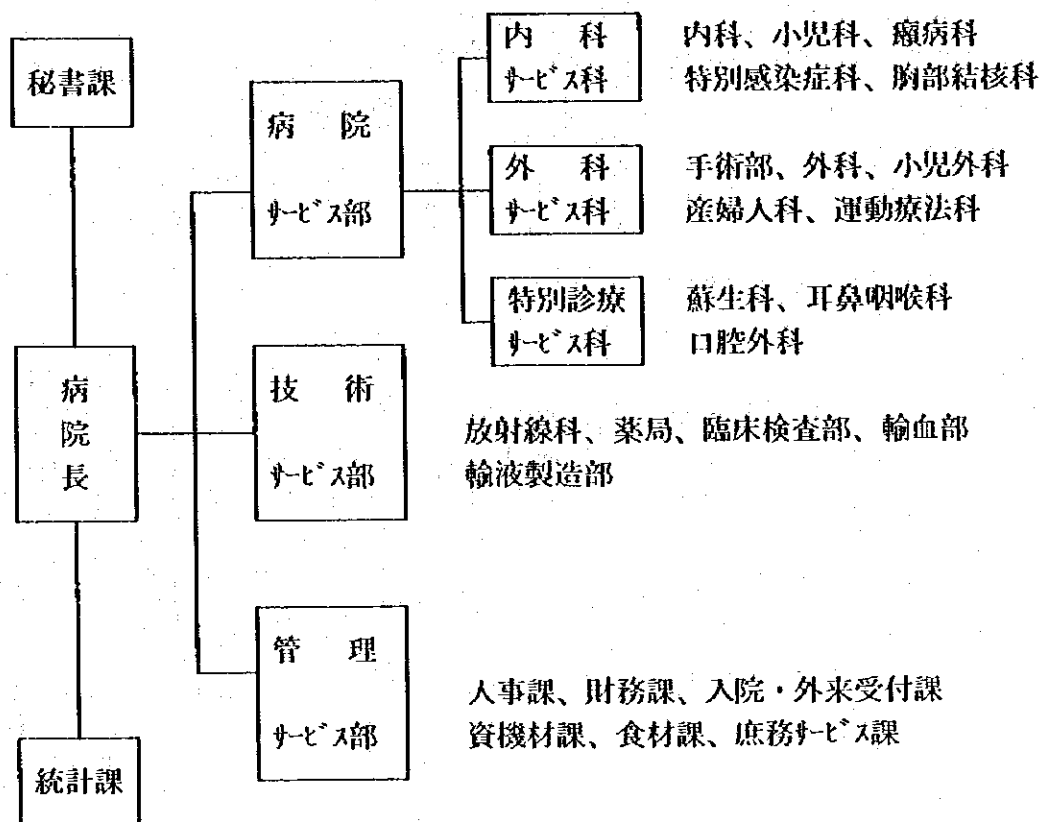 秘書課
病院長
統計課
病　院
サービス部
技　術
サービス部
管　理
サービス部
内　科
サービス科
内科、小児科、癩病科
特別感染症科、胸部結核科
外　科
サービス科
手術部、外科、小児外科
産婦人科、運動療法科
特別診療
サービス科
蘇生科、耳鼻咽喉科
口腔外科
放射線科、薬局、臨床検査部、輸血部
輸液製造部
人事課、財務課、入院・外来受付課
資機材課、食材課、庶務サービス課